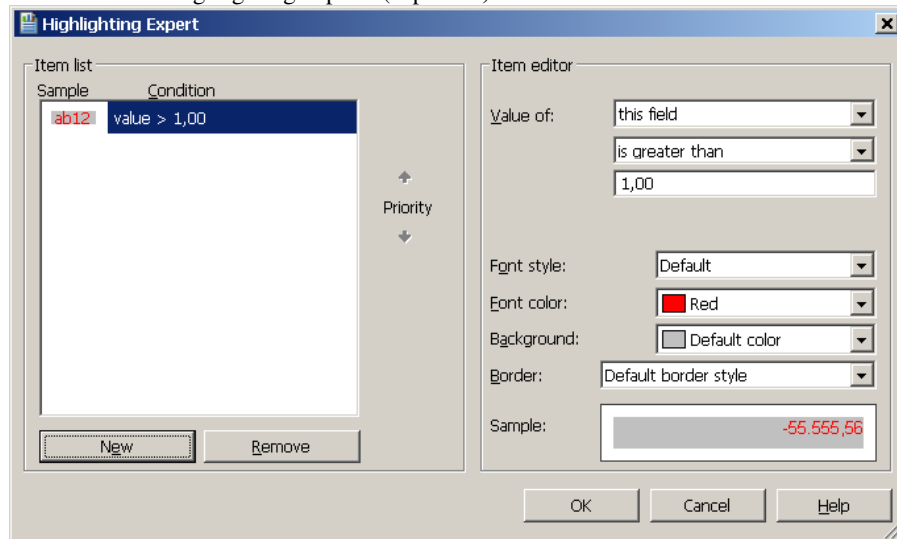 Highlighting Expert
Item list
Sample Condition
ab12 value > 1,00
Priority
New Remove
Item editor
Value of: this field
is greater than
1,00
Font style: Default
Font color: Red
Background: Default color
Border: Default border style
Sample: -55.555,56
OK Cancel Help